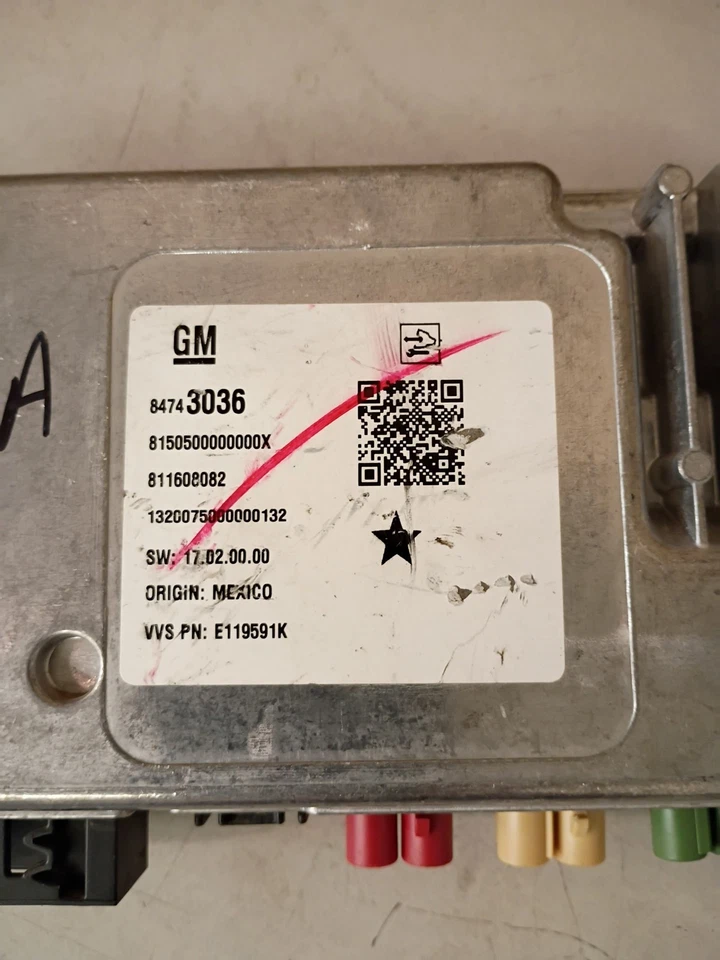 GM
84743036
8150500000000X
811608082
1320075000000132
SW: 17.02.00.00
ORIGIN: MEXICO
VVS PN: E119591K
A